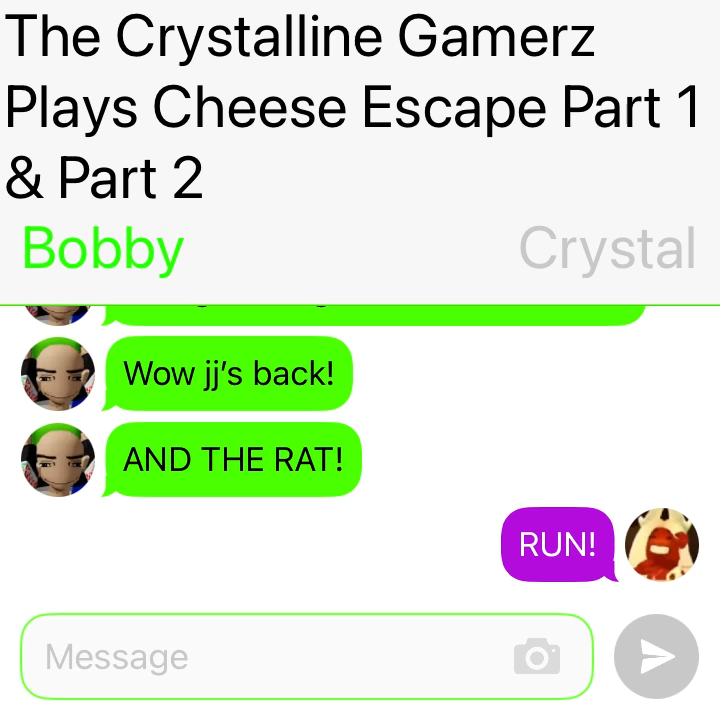 The Crystalline Gamerz
Plays Cheese Escape Part 1
& Part 2
Bobby
Crystal
Wow jj’s back!
AND THE RAT!
RUN!
Message